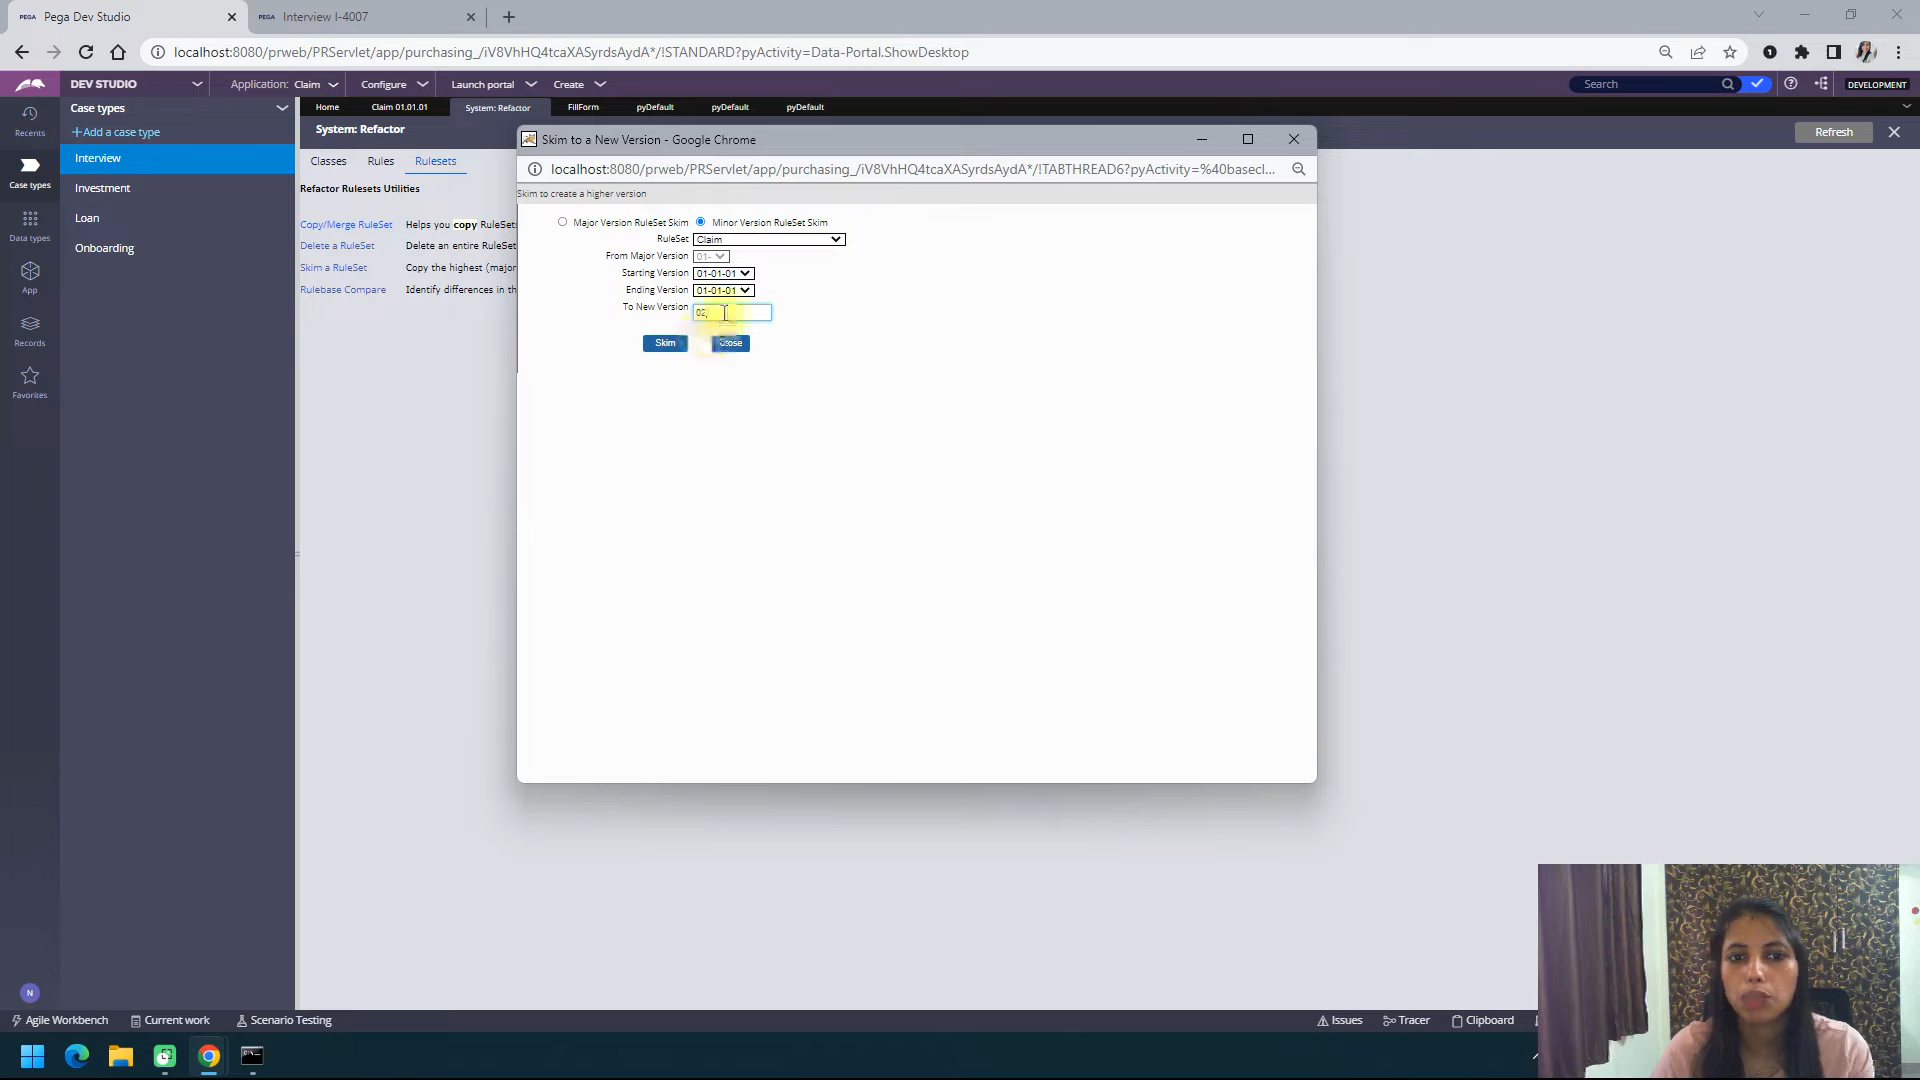 PEGA Pega Dev Studio
PEGA Interview I-4007
localhost:8080/prweb/PRServlet/app/purchasing_/iV8VhHQ4tcaXASyrdsAydA*/!STANDARD?pyActivity=Data-Portal.ShowDesktop
DEV STUDIO
Application: Claim
Configure
Launch portal
Create
Search
DEVELOPMENT
Recents
Case types
Data types
App
Records
Favorites
N
Case types
+Add a case type
Interview
Investment
Loan
Onboarding
Home
Claim 01.01.01
System: Refactor
FillForm
pyDefault
pyDefault
pyDefault
System: Refactor
Refresh
Classes
Rules
Rulesets
Refactor Rulesets Utilities
Copy/Merge RuleSet Helps you copy RuleSet
Delete a RuleSet Delete an entire RuleSet
Skim a RuleSet Copy the highest (major
Rulebase Compare Identify differences in th
Skim to a New Version - Google Chrome
localhost:8080/prweb/PRServlet/app/purchasing_/iV8VhHQ4tcaXASyrdsAydA*/!TABTHREAD6?pyActivity=%40basecl...
Skim to create a higher version
Major Version RuleSet Skim Minor Version RuleSet Skim
RuleSet Claim
From Major Version 01-
Starting Version 01-01-01
Ending Version 01-01-01
To New Version 02
Skim
Close
Agile Workbench
Current work
Scenario Testing
Issues
Tracer
Clipboard